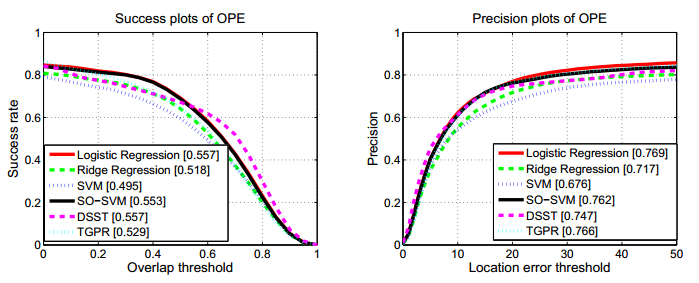 Success plots of OPE
1
0.8
0.6
0.4
0.2
0
Success rate
Logistic Regression [0.557]
Ridge Regression [0.518]
SVM [0.495]
SO-SVM [0.553]
DSST [0.557]
TGPR [0.529]
0 0.2 0.4 0.6 0.8 1
Overlap threshold
Precision plots of OPE
1
0.8
0.6
0.4
0.2
0
Precision
Logistic Regression [0.769]
Ridge Regression [0.717]
SVM [0.676]
SO-SVM [0.762]
DSST [0.747]
TGPR [0.766]
0 10 20 30 40 50
Location error threshold